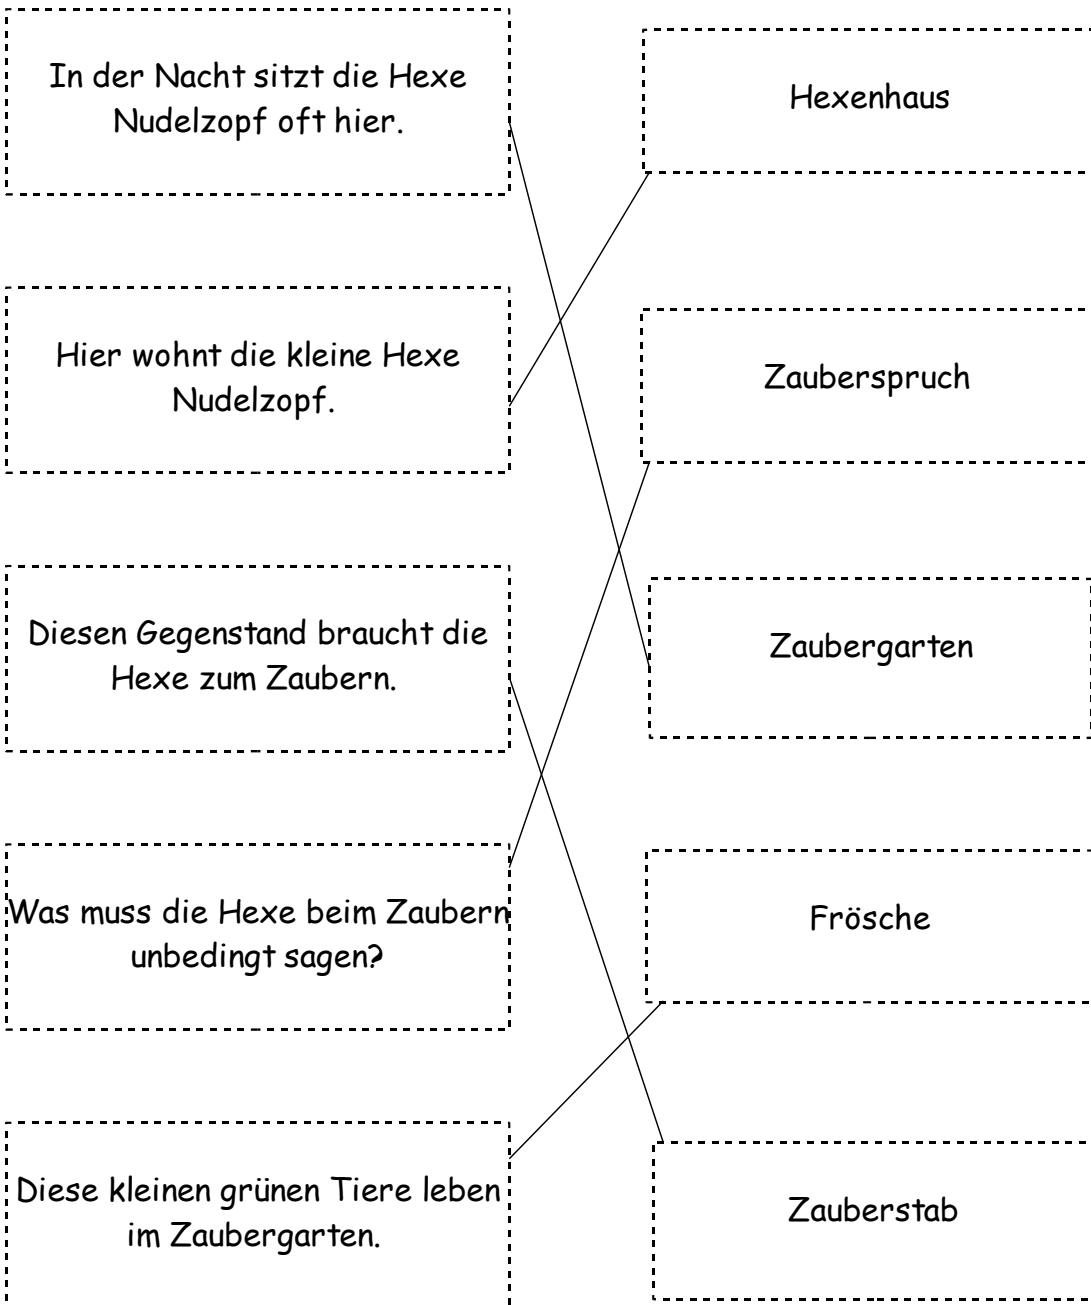 In der Nacht sitzt die Hexe
Nudelzopf oft hier.
Hexenhaus
Hier wohnt die kleine Hexe
Nudelzopf.
Zauberspruch
Diesen Gegenstand braucht die
Hexe zum Zaubern.
Zaubergarten
Was muss die Hexe beim Zaubern
unbedingt sagen?
Frösche
Diese kleinen grünen Tiere leben
im Zaubergarten.
Zauberstab